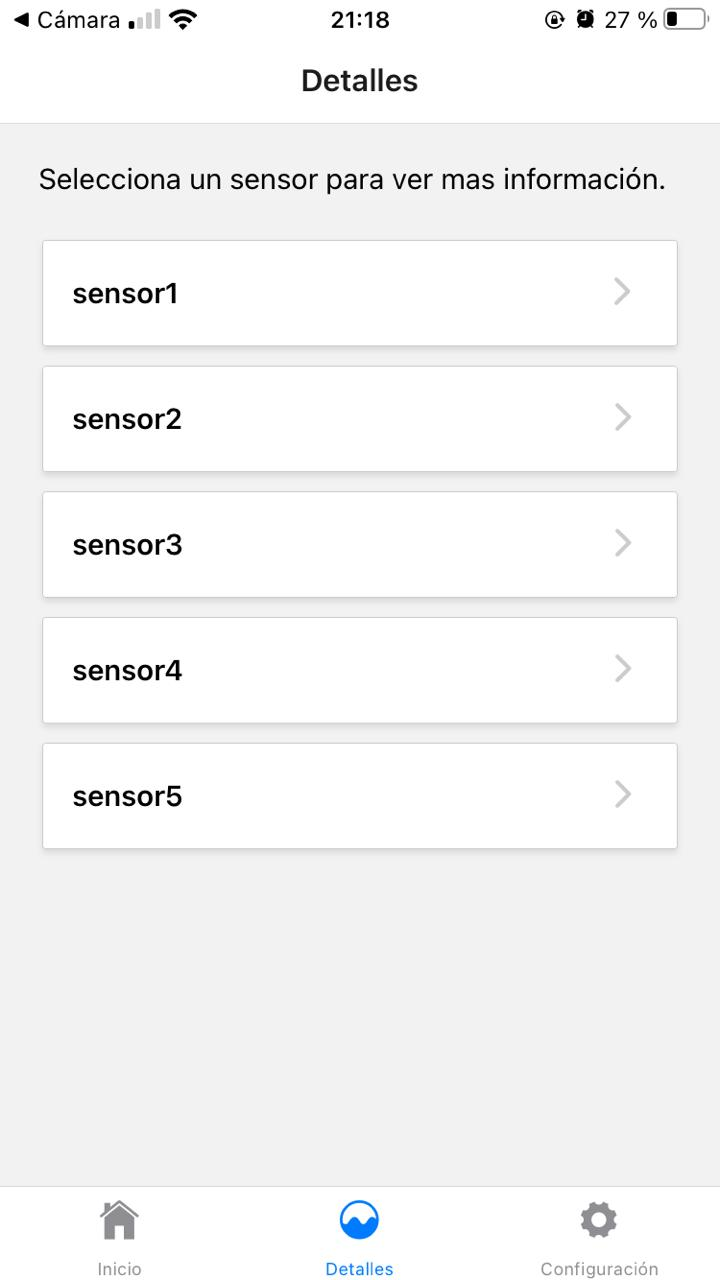 Cámara 21:18 27 %
Detalles
Selecciona un sensor para ver mas información.
sensor1
sensor2
sensor3
sensor4
sensor5
Inicio Detalles Configuración